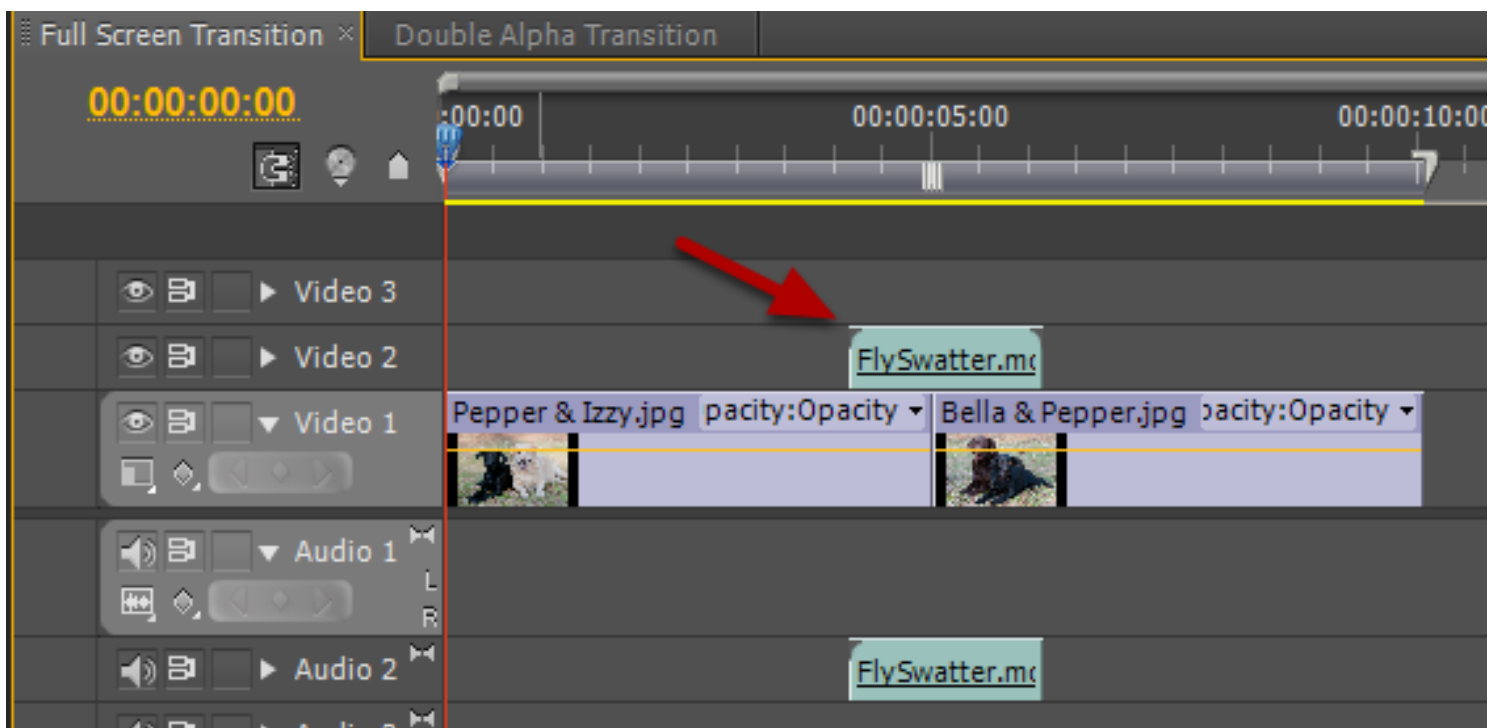 Full Screen Transition × Double Alpha Transition
00:00:00:00
:00:00 00:00:05:00 00:00:10:00
Video 3
Video 2
FlySwatter.mo
Video 1
Pepper & Izzy.jpg pacity:Opacity Bella & Pepper.jpg pacity:Opacity
Audio 1
L
R
Audio 2
FlySwatter.mo